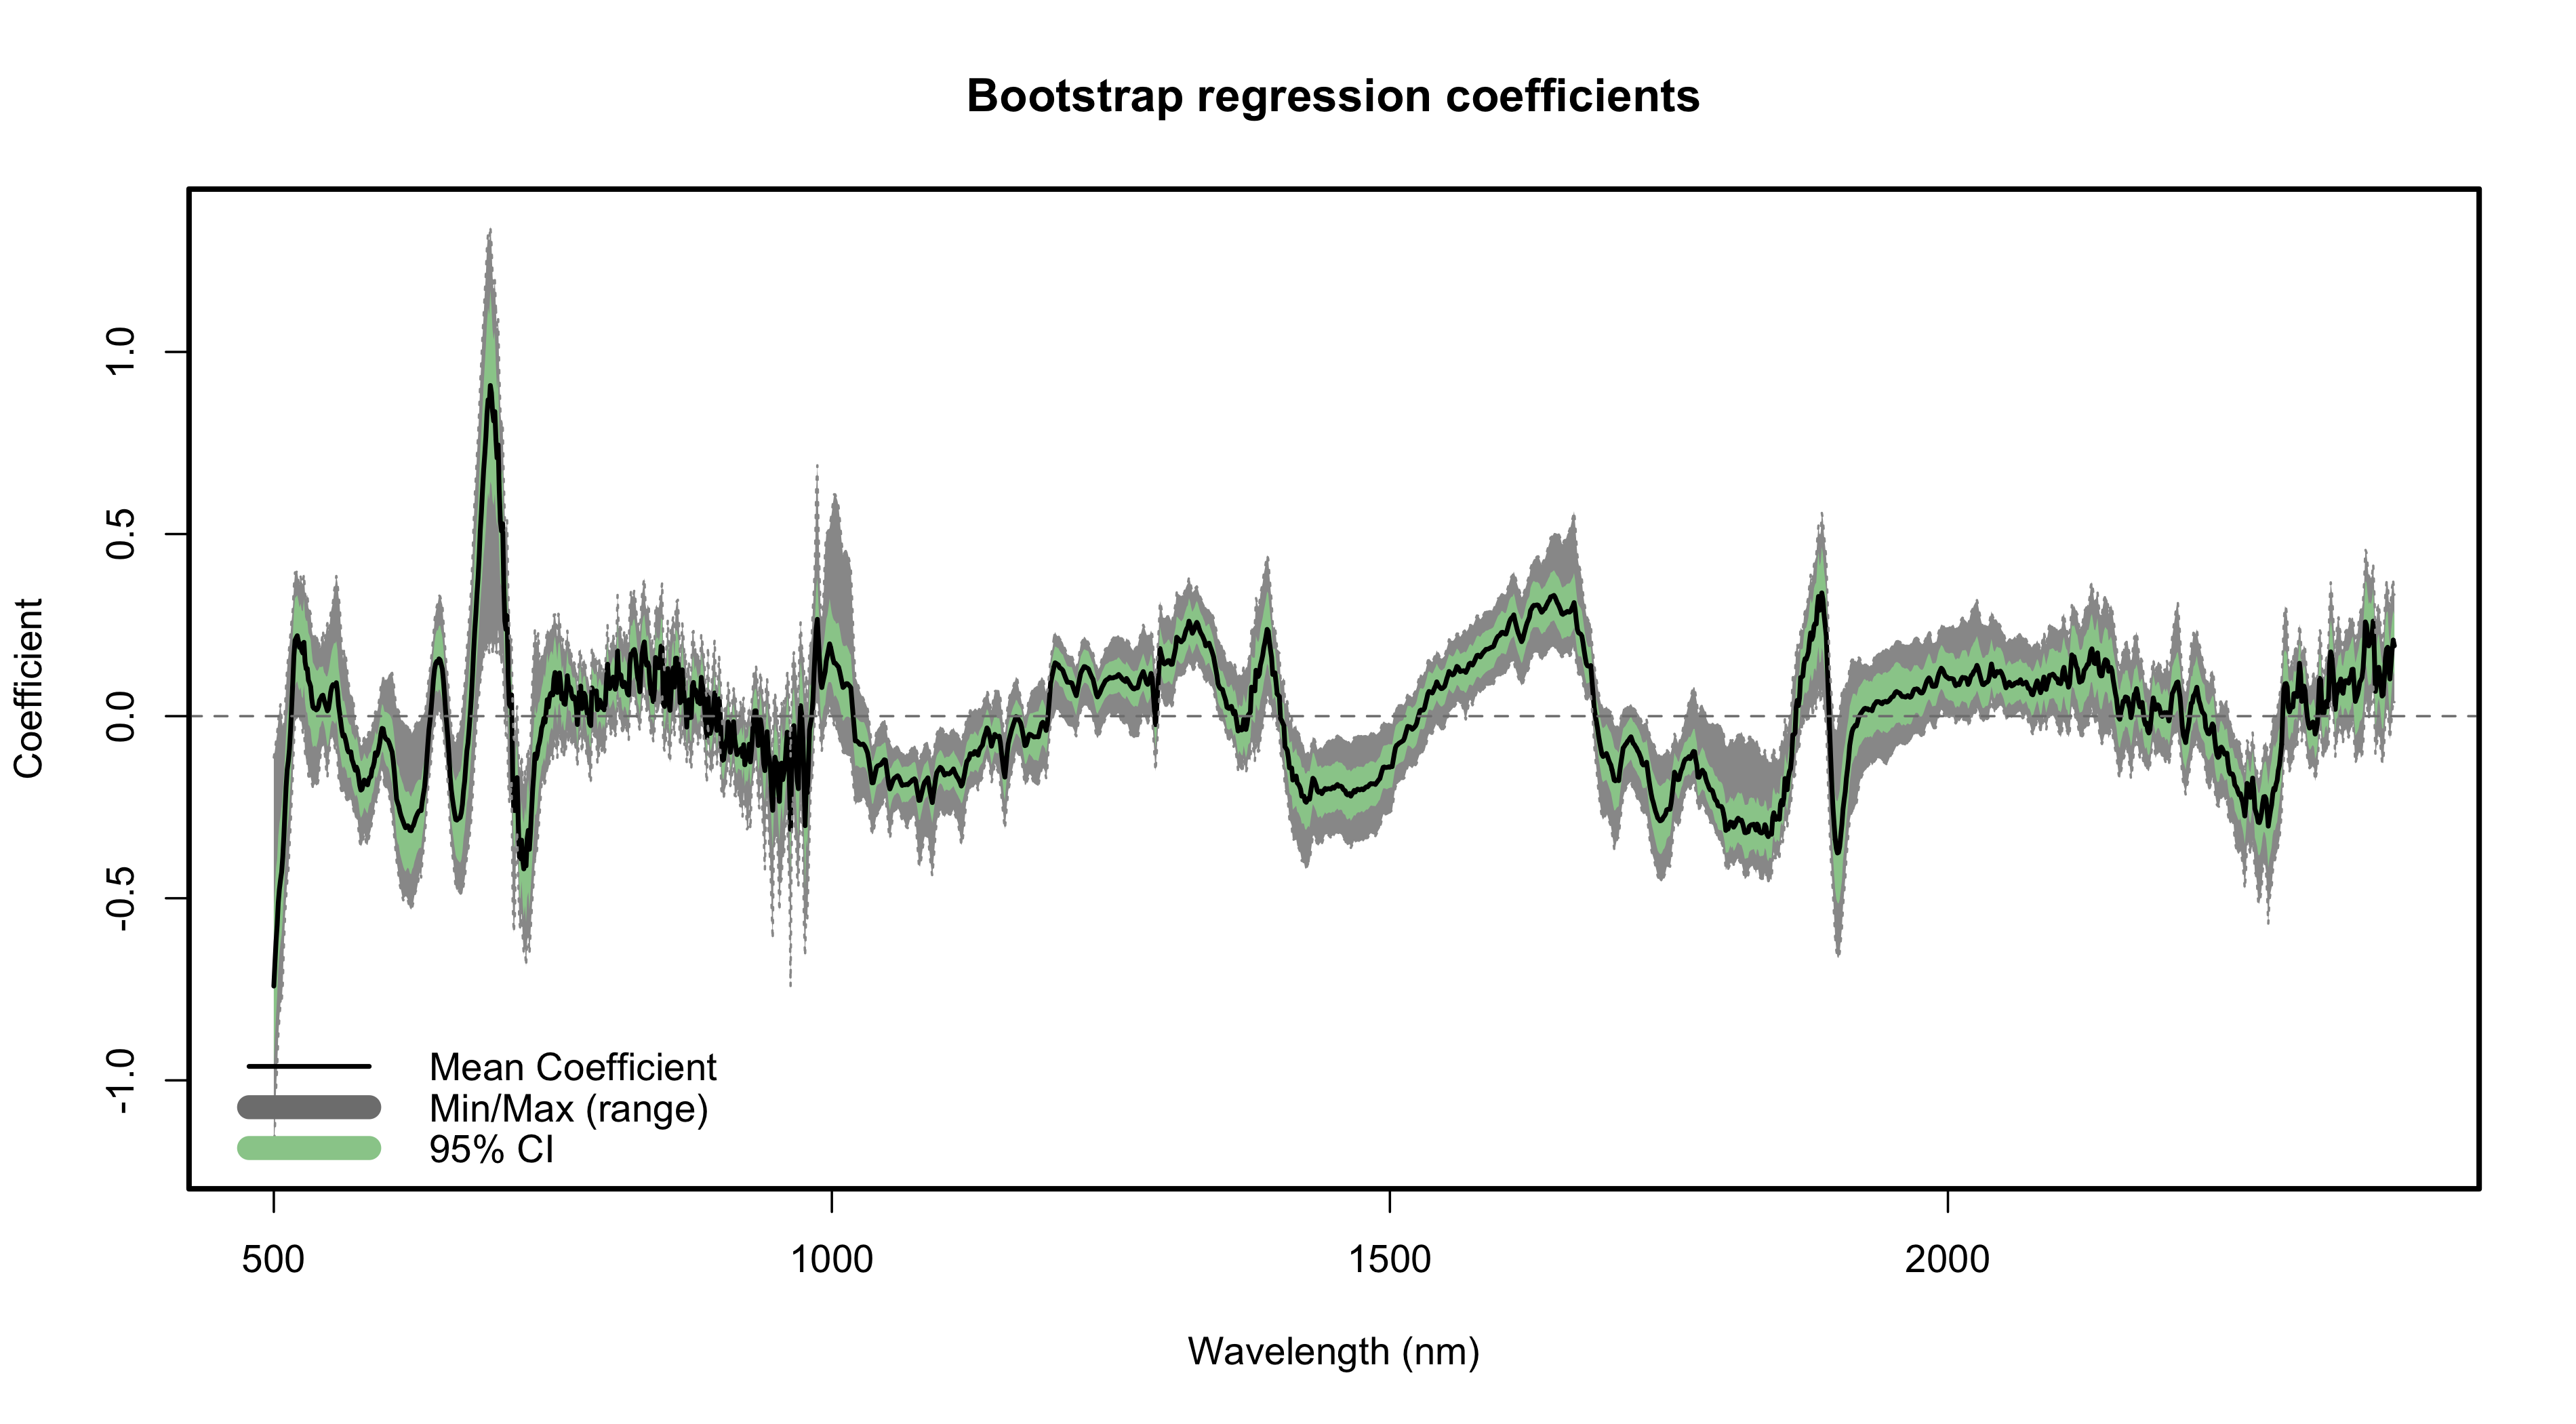 Bootstrap regression coefficients
Coefficient
1.0
0.5
0.0
-0.5
-1.0
Mean Coefficient
Min/Max (range)
95% CI
500
1000
1500
2000
Wavelength (nm)